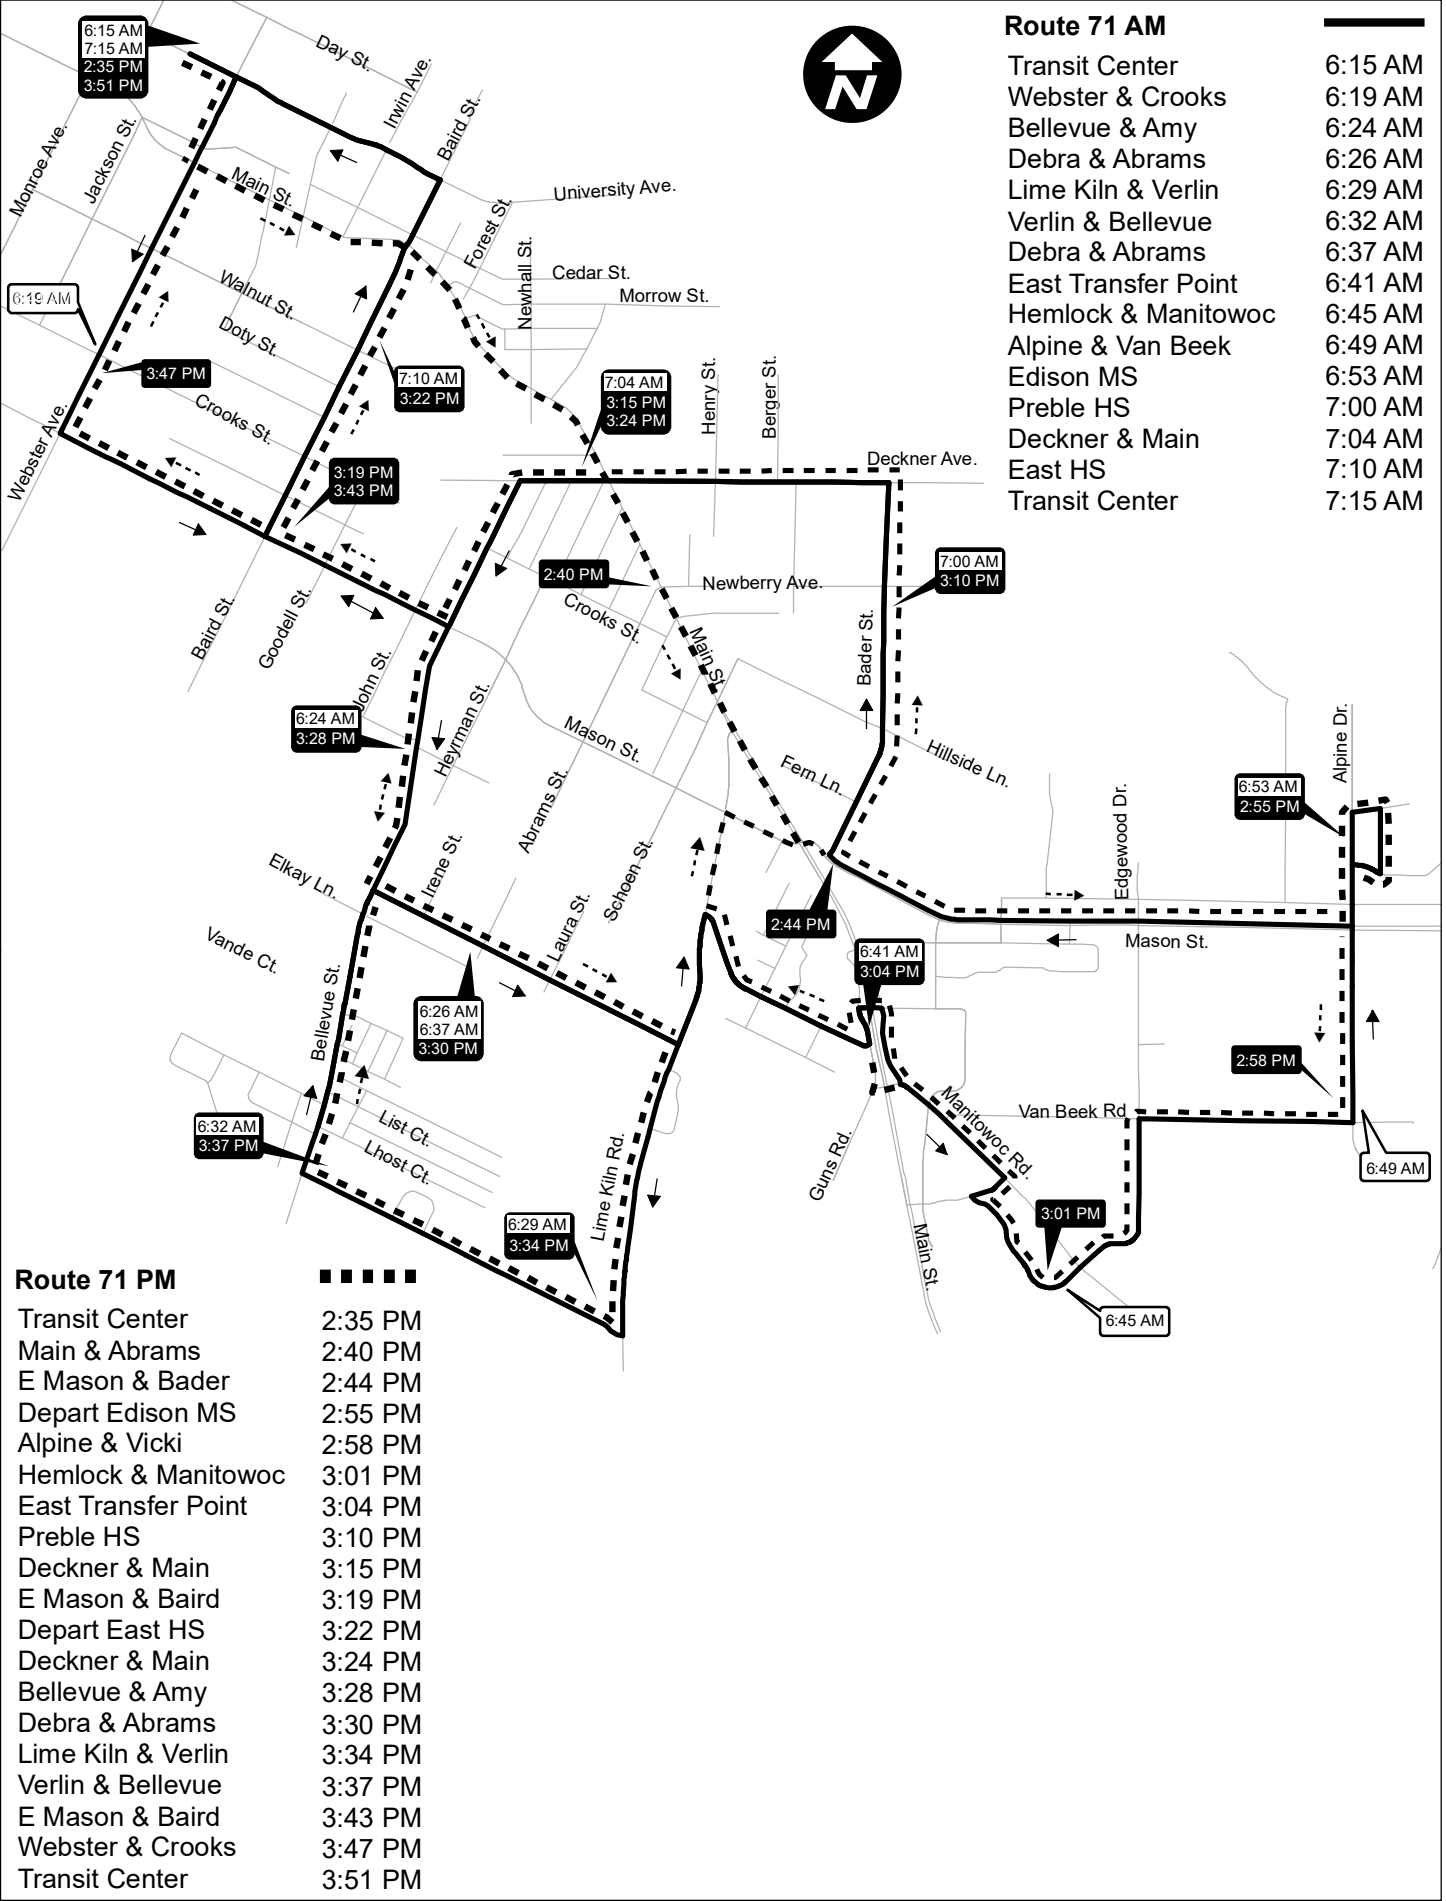 6:15 AM
7:15 AM
2:35 PM
3:51 PM
Day St.
Irwin Ave.
Baird St.
N
Route 71 AM
Transit Center 6:15 AM
Webster & Crooks 6:19 AM
Bellevue & Amy 6:24 AM
Debra & Abrams 6:26 AM
Lime Kiln & Verlin 6:29 AM
Verlin & Bellevue 6:32 AM
Debra & Abrams 6:37 AM
East Transfer Point 6:41 AM
Hemlock & Manitowoc 6:45 AM
Alpine & Van Beek 6:49 AM
Edison MS 6:53 AM
Preble HS 7:00 AM
Deckner & Main 7:04 AM
East HS 7:10 AM
Transit Center 7:15 AM
Monroe Ave.
Jackson St.
Main St.
University Ave.
Forest St.
Newhall St.
Cedar St.
Morrow St.
6:19 AM
Walnut St.
Doty St.
3:47 PM
7:10 AM
3:22 PM
7:04 AM
3:15 PM
3:24 PM
Henry St.
Berger St.
Crooks St.
Webster Ave.
3:19 PM
3:43 PM
Deckner Ave.
2:40 PM
Newberry Ave.
7:00 AM
3:10 PM
Crooks St.
Baird St.
Goodell St.
John St.
Main St.
Bader St.
6:24 AM
3:28 PM
Heyrman St.
Mason St.
Fern Ln.
Hillside Ln.
Alpine Dr.
6:53 AM
2:55 PM
Abrams St.
Edgewood Dr.
Elkay Ln.
Irene St.
Schoen St.
Laura St.
2:44 PM
Vande Ct.
6:41 AM
3:04 PM
Mason St.
Bellevue St.
6:26 AM
6:37 AM
3:30 PM
2:58 PM
6:32 AM
3:37 PM
List Ct.
Lhost Ct.
Lime Kiln Rd.
Guns Rd.
Manitowoc Rd.
Van Beek Rd
6:49 AM
6:29 AM
3:34 PM
3:01 PM
Main St.
6:45 AM
Route 71 PM
Transit Center 2:35 PM
Main & Abrams 2:40 PM
E Mason & Bader 2:44 PM
Depart Edison MS 2:55 PM
Alpine & Vicki 2:58 PM
Hemlock & Manitowoc 3:01 PM
East Transfer Point 3:04 PM
Preble HS 3:10 PM
Deckner & Main 3:15 PM
E Mason & Baird 3:19 PM
Depart East HS 3:22 PM
Deckner & Main 3:24 PM
Bellevue & Amy 3:28 PM
Debra & Abrams 3:30 PM
Lime Kiln & Verlin 3:34 PM
Verlin & Bellevue 3:37 PM
E Mason & Baird 3:43 PM
Webster & Crooks 3:47 PM
Transit Center 3:51 PM